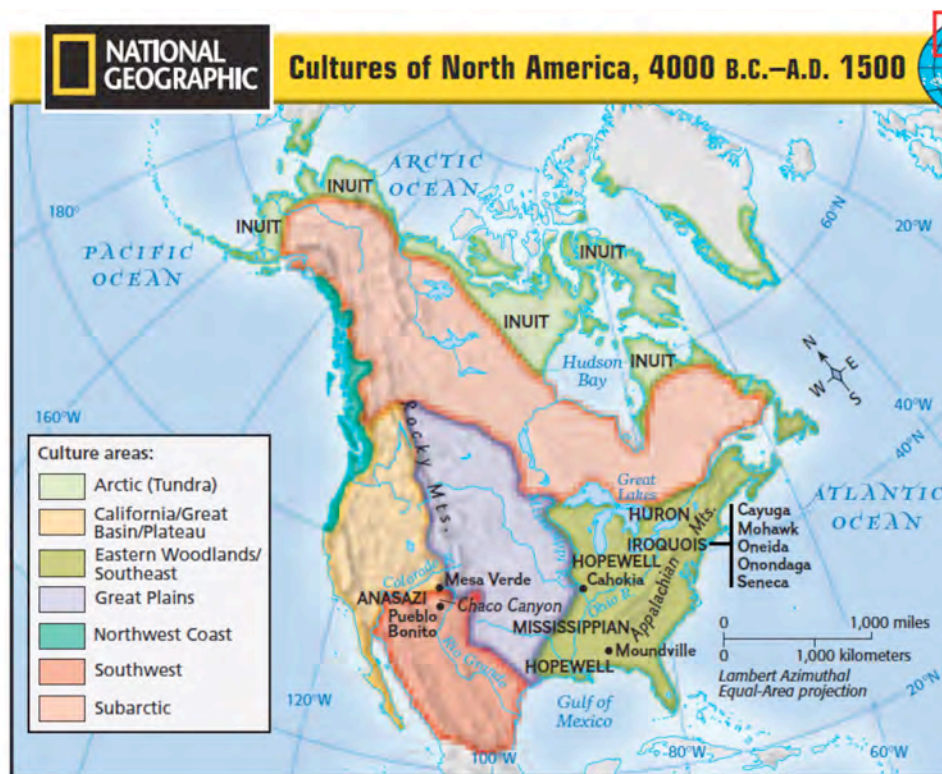 NATIONAL
GEOGRAPHIC
Cultures of North America, 4000 B.C.–A.D. 1500
ARCTIC
OCEAN
INUIT
INUIT
INUIT
INUIT
INUIT
180°
60°N
20°W
PACIFIC
OCEAN
Hudson
Bay
N
E
W
S
160°W
40°W
40°N
Rocky Mts.
Culture areas:
Arctic (Tundra)
California/Great
Basin/Plateau
Eastern Woodlands/
Southeast
Great Plains
Northwest Coast
Southwest
Subarctic
Great
Lakes
ATLANTIC
OCEAN
HURON
IROQUOIS
Cayuga
Mohawk
Oneida
Onondaga
Seneca
Appalachian Mts.
HOPEWELL
Cahokia
Ohio R.
Colorado
Mesa Verde
ANASAZI
Chaco Canyon
Pueblo
Bonito
MISSISSIPPIAN
Moundville
HOPEWELL
Rio Grande
Gulf of
Mexico
0 1,000 miles
0 1,000 kilometers
Lambert Azimuthal
Equal-Area projection
20°N
120°W
100°W
80°W
60°W